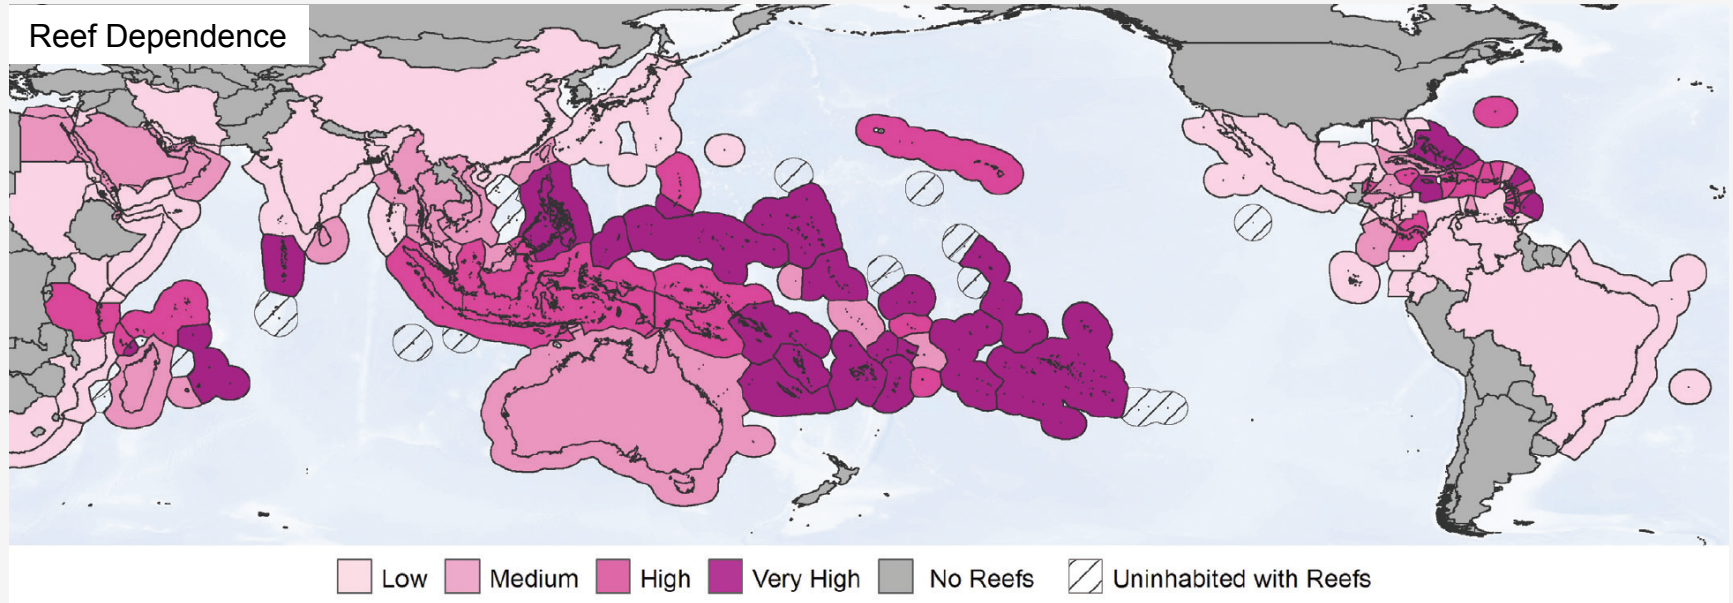 Reef Dependence
Low Medium High Very High No Reefs Uninhabited with Reefs